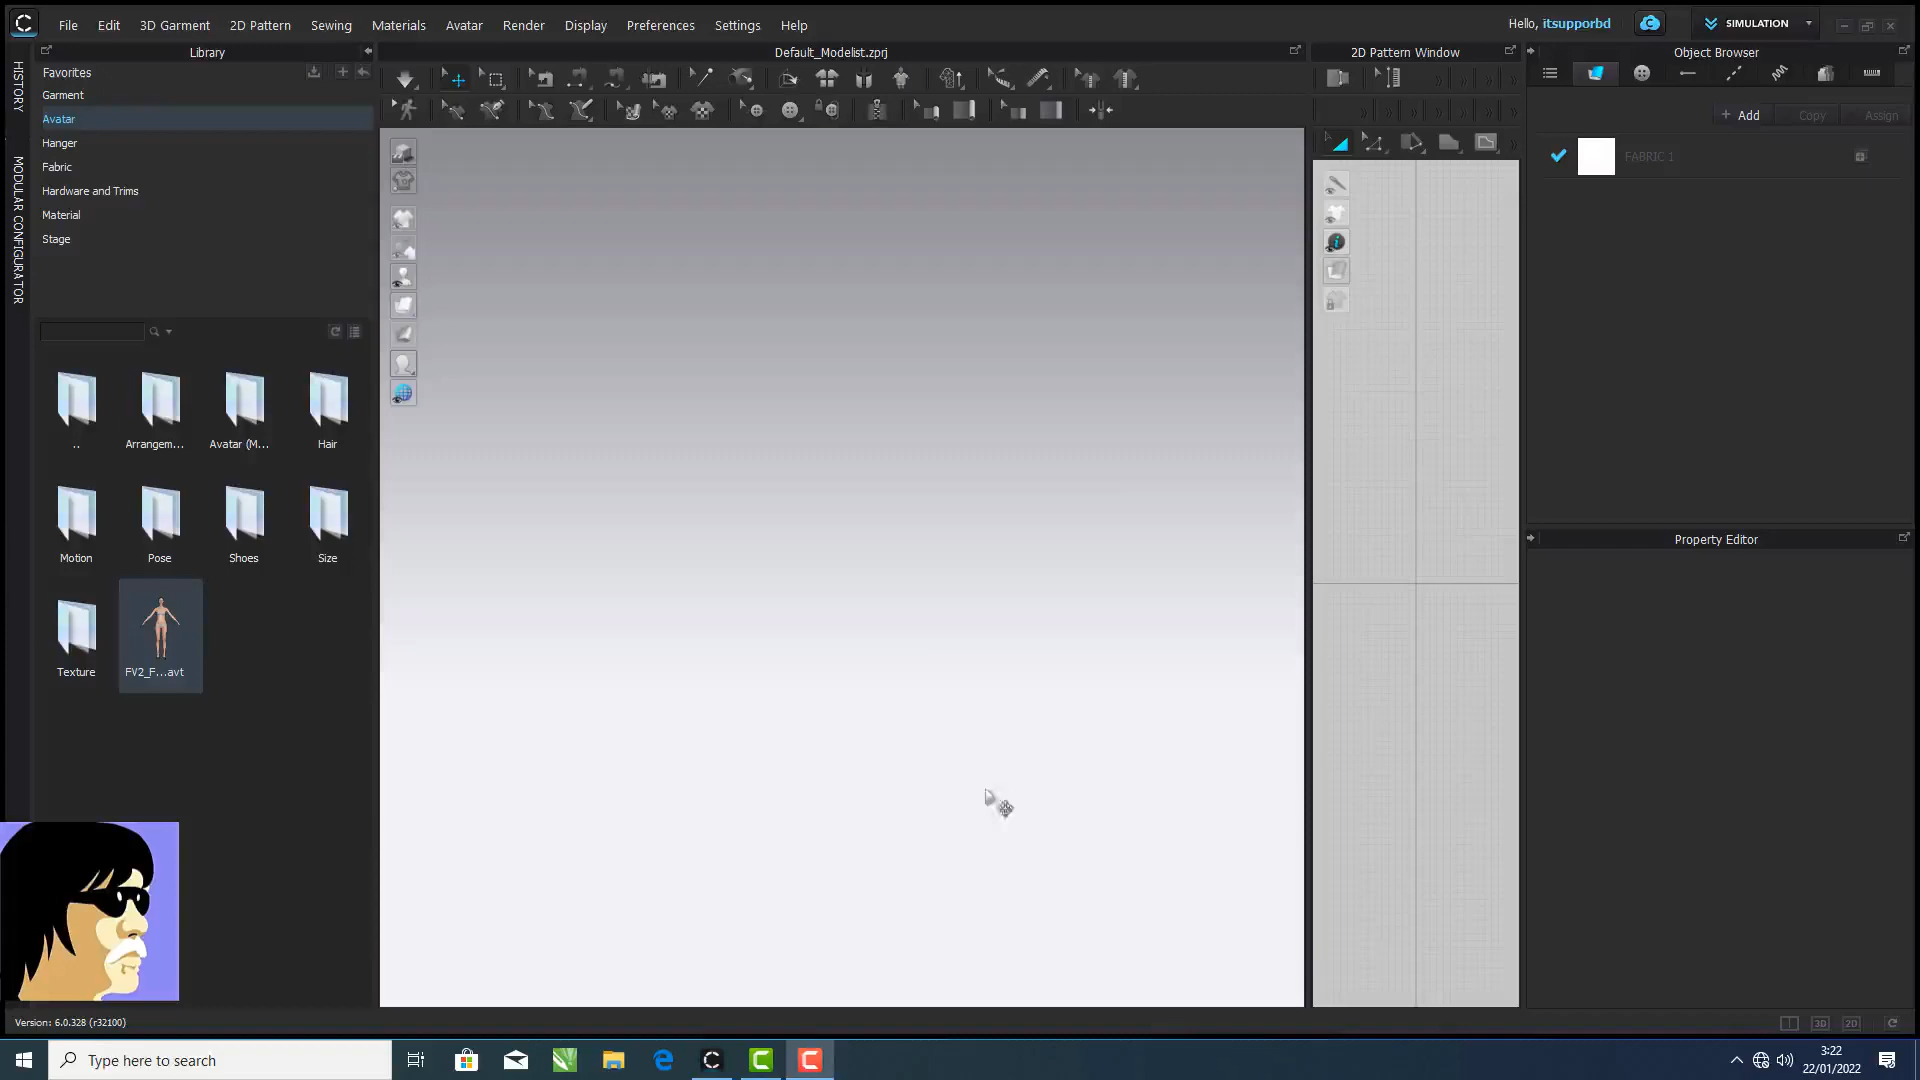 File Edit 3D Garment 2D Pattern Sewing Materials Avatar Render Display Preferences Settings Help
Hello, itsupporbd
SIMULATION
HISTORY
MODULAR CONFIGURATOR
Library
Favorites
Garment
Avatar
Hanger
Fabric
Hardware and Trims
Material
Stage
..
Arrangem...
Avatar (M...
Hair
Motion
Pose
Shoes
Size
Texture
FV2_F...avt
Default_Modelist.zprj
2D Pattern Window
Object Browser
+ Add Copy Assign
FABRIC 1
Property Editor
Version: 6.0.328 (r32100)
3D 2D
Type here to search
3:22
22/01/2022